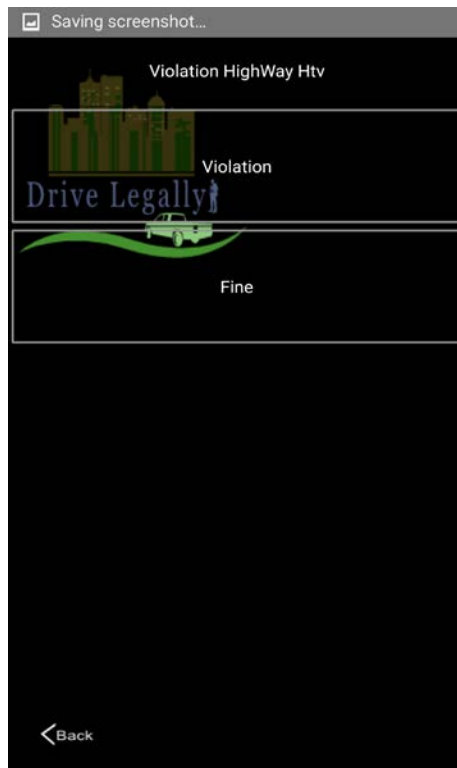 Saving screenshot...
Violation HighWay Htv
Violation
Drive Legally
Fine
Back